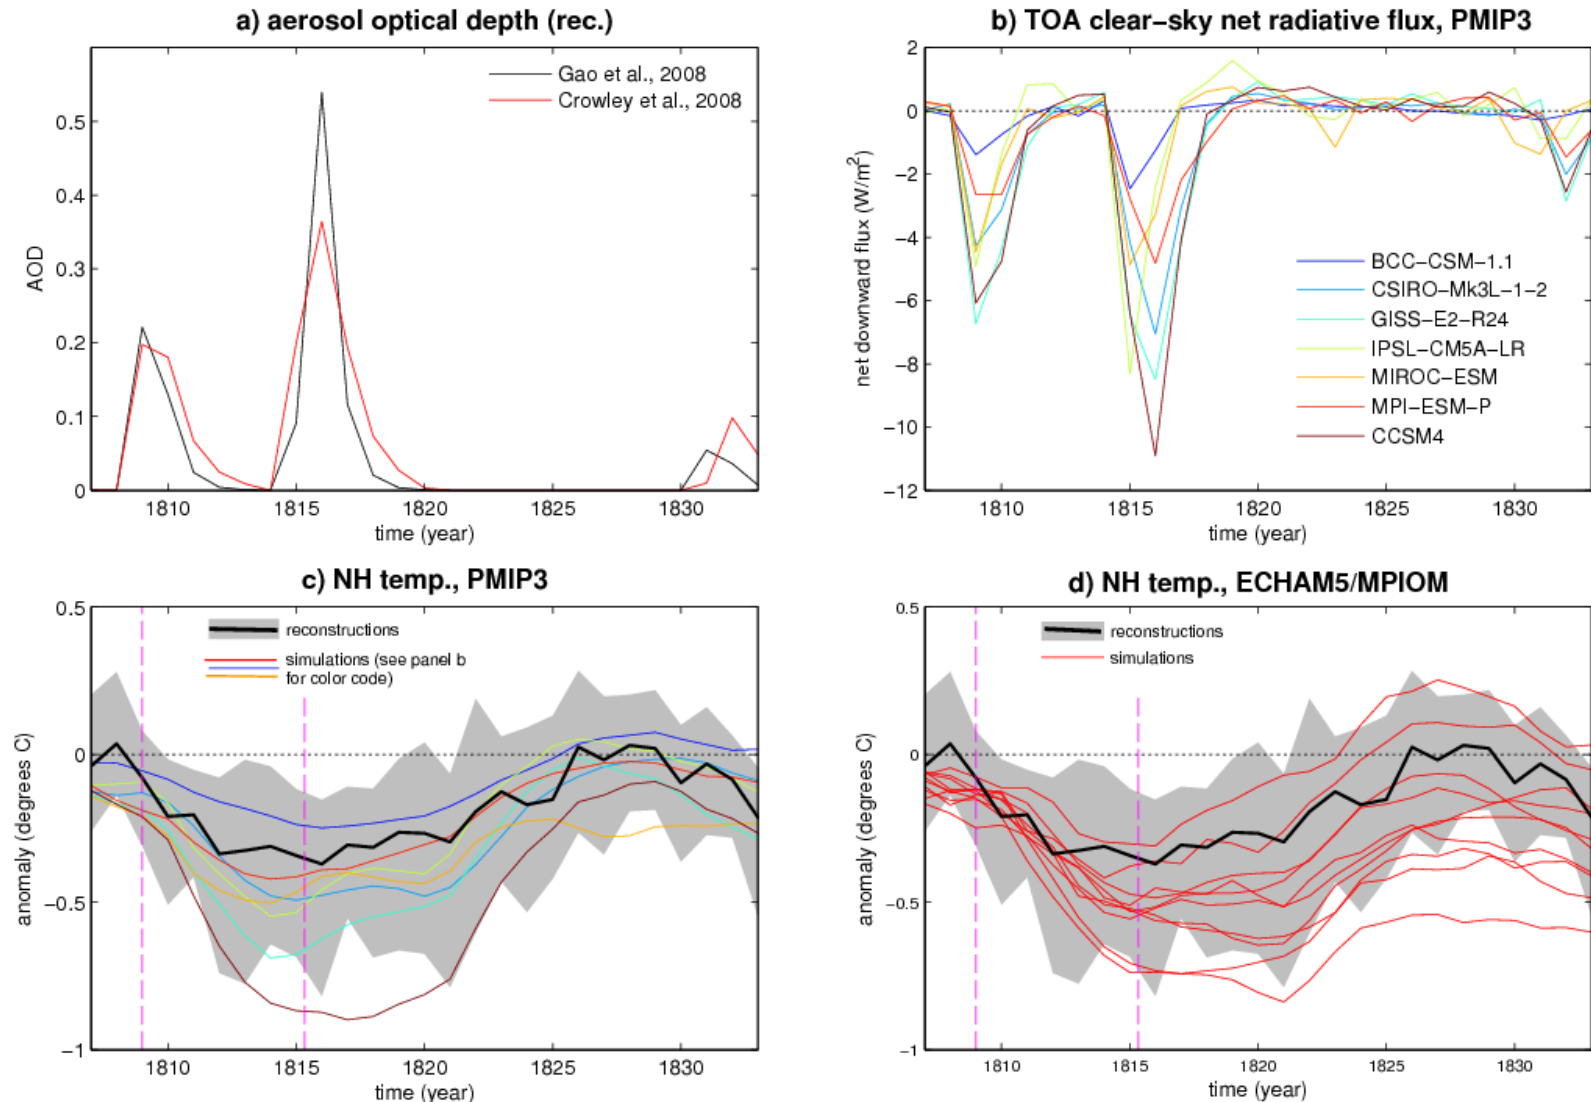 a) aerosol optical depth (rec.)
Gao et al., 2008
Crowley et al., 2008
0.5
0.4
0.3
0.2
0.1
0
AOD
1810
1815
1820
1825
1830
time (year)
b) TOA clear−sky net radiative flux, PMIP3
2
0
−2
−4
−6
−8
−10
−12
net downward flux (W/m²)
BCC−CSM−1.1
CSIRO−Mk3L−1−2
GISS−E2−R24
IPSL−CM5A−LR
MIROC−ESM
MPI−ESM−P
CCSM4
1810
1815
1820
1825
1830
time (year)
c) NH temp., PMIP3
reconstructions
simulations (see panel b
for color code)
0.5
0
−0.5
−1
anomaly (degrees C)
1810
1815
1820
1825
1830
time (year)
d) NH temp., ECHAM5/MPIOM
reconstructions
simulations
0.5
0
−0.5
−1
anomaly (degrees C)
1810
1815
1820
1825
1830
time (year)